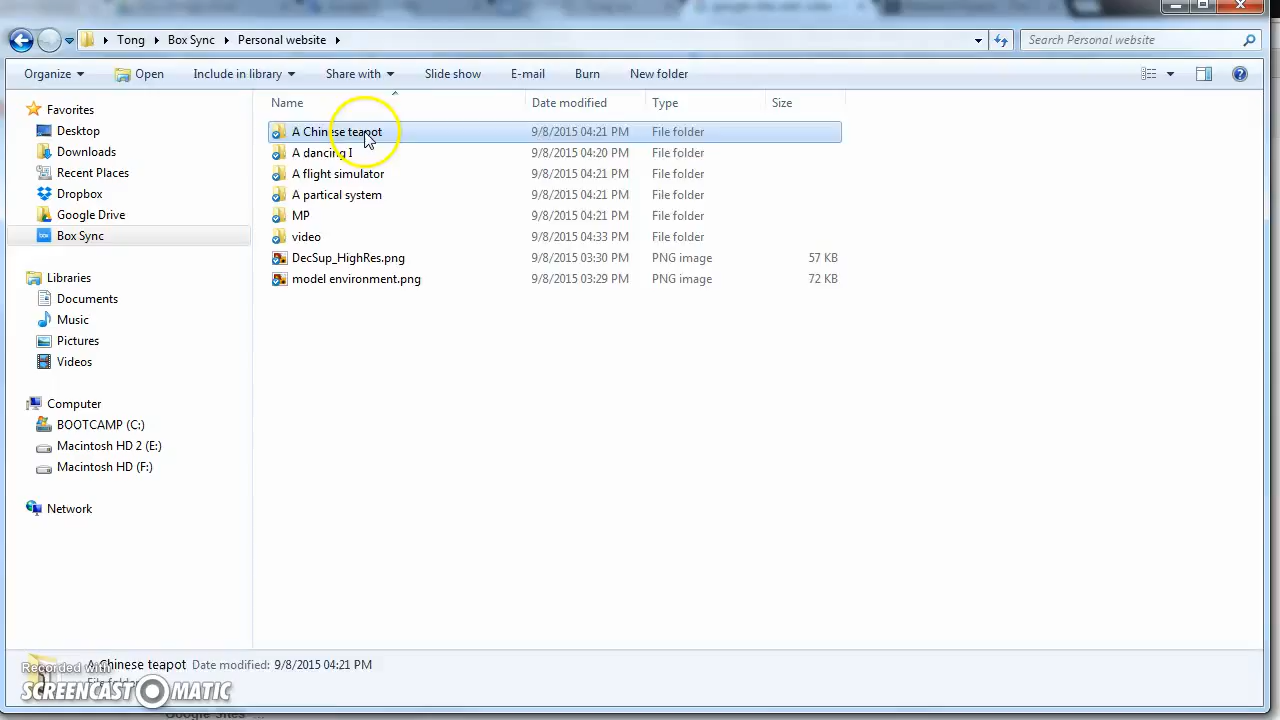 Tong Box Sync Personal website
Search Personal website
Organize Open Include in library Share with Slide show E-mail Burn New folder
Favorites
Desktop
Downloads
Recent Places
Dropbox
Google Drive
Box Sync
Libraries
Documents
Music
Pictures
Videos
Computer
BOOTCAMP (C:)
Macintosh HD 2 (E:)
Macintosh HD (F:)
Network
Name Date modified Type Size
A Chinese teapot 9/8/2015 04:21 PM File folder
A dancing I 9/8/2015 04:20 PM File folder
A flight simulator 9/8/2015 04:21 PM File folder
A partical system 9/8/2015 04:21 PM File folder
MP 9/8/2015 04:21 PM File folder
video 9/8/2015 04:33 PM File folder
DecSup_HighRes.png 9/8/2015 03:30 PM PNG image 57 KB
model environment.png 9/8/2015 03:29 PM PNG image 72 KB
A Chinese teapot Date modified: 9/8/2015 04:21 PM
File folder
Recorded with
SCREENCAST MATIC